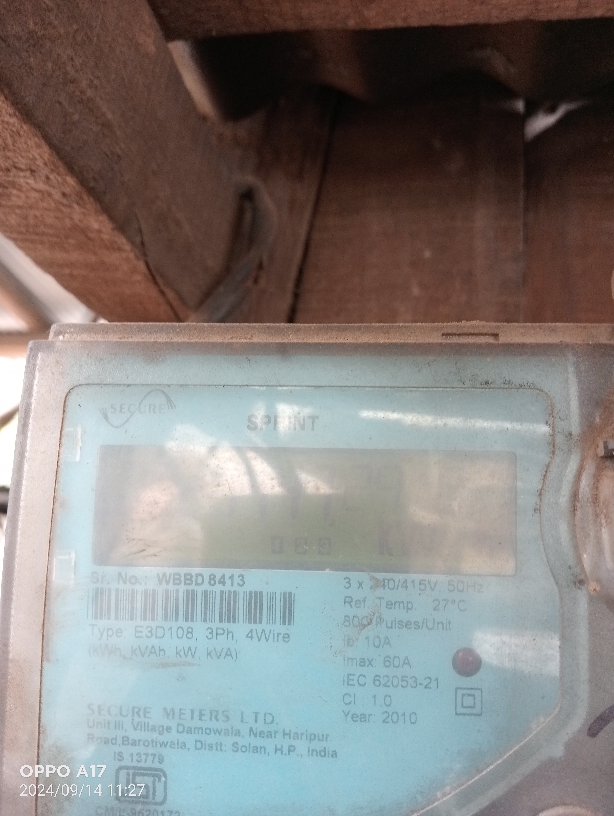 SECURE
SPRINT
Sr. No.: WBBD8413
3 x 240/415V, 50Hz
Ref. Temp. 27°C
Type: E3D108, 3Ph, 4Wire
800 Pulses/Unit
(kWh, kVAh, kW, kVA)
Ib: 10A
Imax: 60A
IEC 62053-21
Cl : 1.0
Year: 2010
SECURE METERS LTD.
Unit III, Village Damowala, Near Haripur
Road,Barotiwala, Distt: Solan, H.P., India
IS 13779
OPPO A17
2024/09/14 11:27